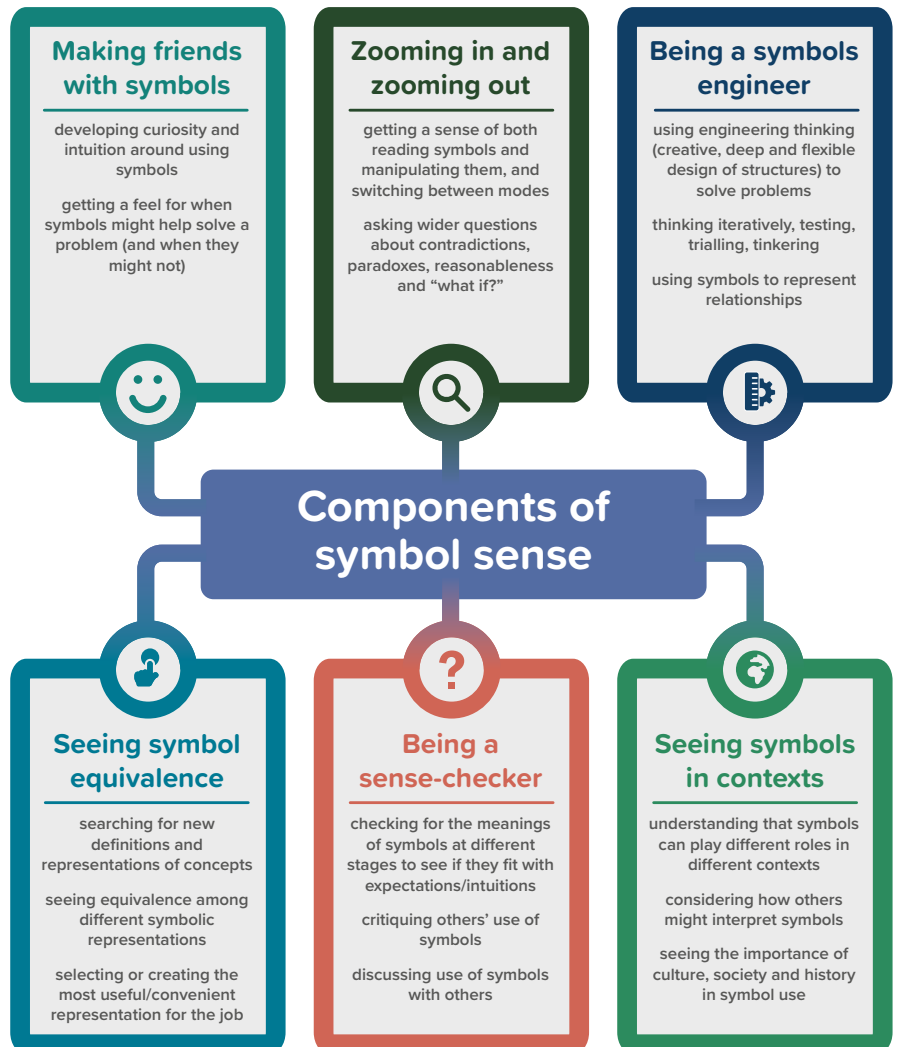 Making friends
with symbols
developing curiosity and
intuition around using
symbols
getting a feel for when
symbols might help solve a
problem (and when they
might not)
Zooming in and
zooming out
getting a sense of both
reading symbols and
manipulating them, and
switching between modes
asking wider questions
about contradictions,
paradoxes, reasonableness
and “what if?”
Being a symbols
engineer
using engineering thinking
(creative, deep and flexible
design of structures) to
solve problems
thinking iteratively, testing,
trialling, tinkering
using symbols to represent
relationships
Components of
symbol sense
Seeing symbol
equivalence
searching for new
definitions and
representations of concepts
seeing equivalence among
different symbolic
representations
selecting or creating the
most useful/convenient
representation for the job
?
Being a
sense-checker
checking for the meanings
of symbols at different
stages to see if they fit with
expectations/intuitions
critiquing others’ use of
symbols
discussing use of symbols
with others
Seeing symbols
in contexts
understanding that symbols
can play different roles in
different contexts
considering how others
might interpret symbols
seeing the importance of
culture, society and history
in symbol use